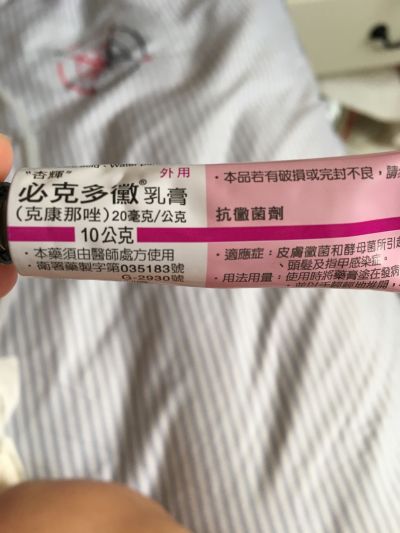 "杏輝"
外用
必克多黴®乳膏
(克康那唑)20毫克/公克
10公克
·本藥須由醫師處方使用
·衛署藥製字第035183號
G-2930號
·本品若有破損或完封不良，請
抗黴菌劑
·適應症：皮膚黴菌和酵母菌所引起
、頭髮及指甲感染症。
·用法用量：使用時將藥膏塗在發病